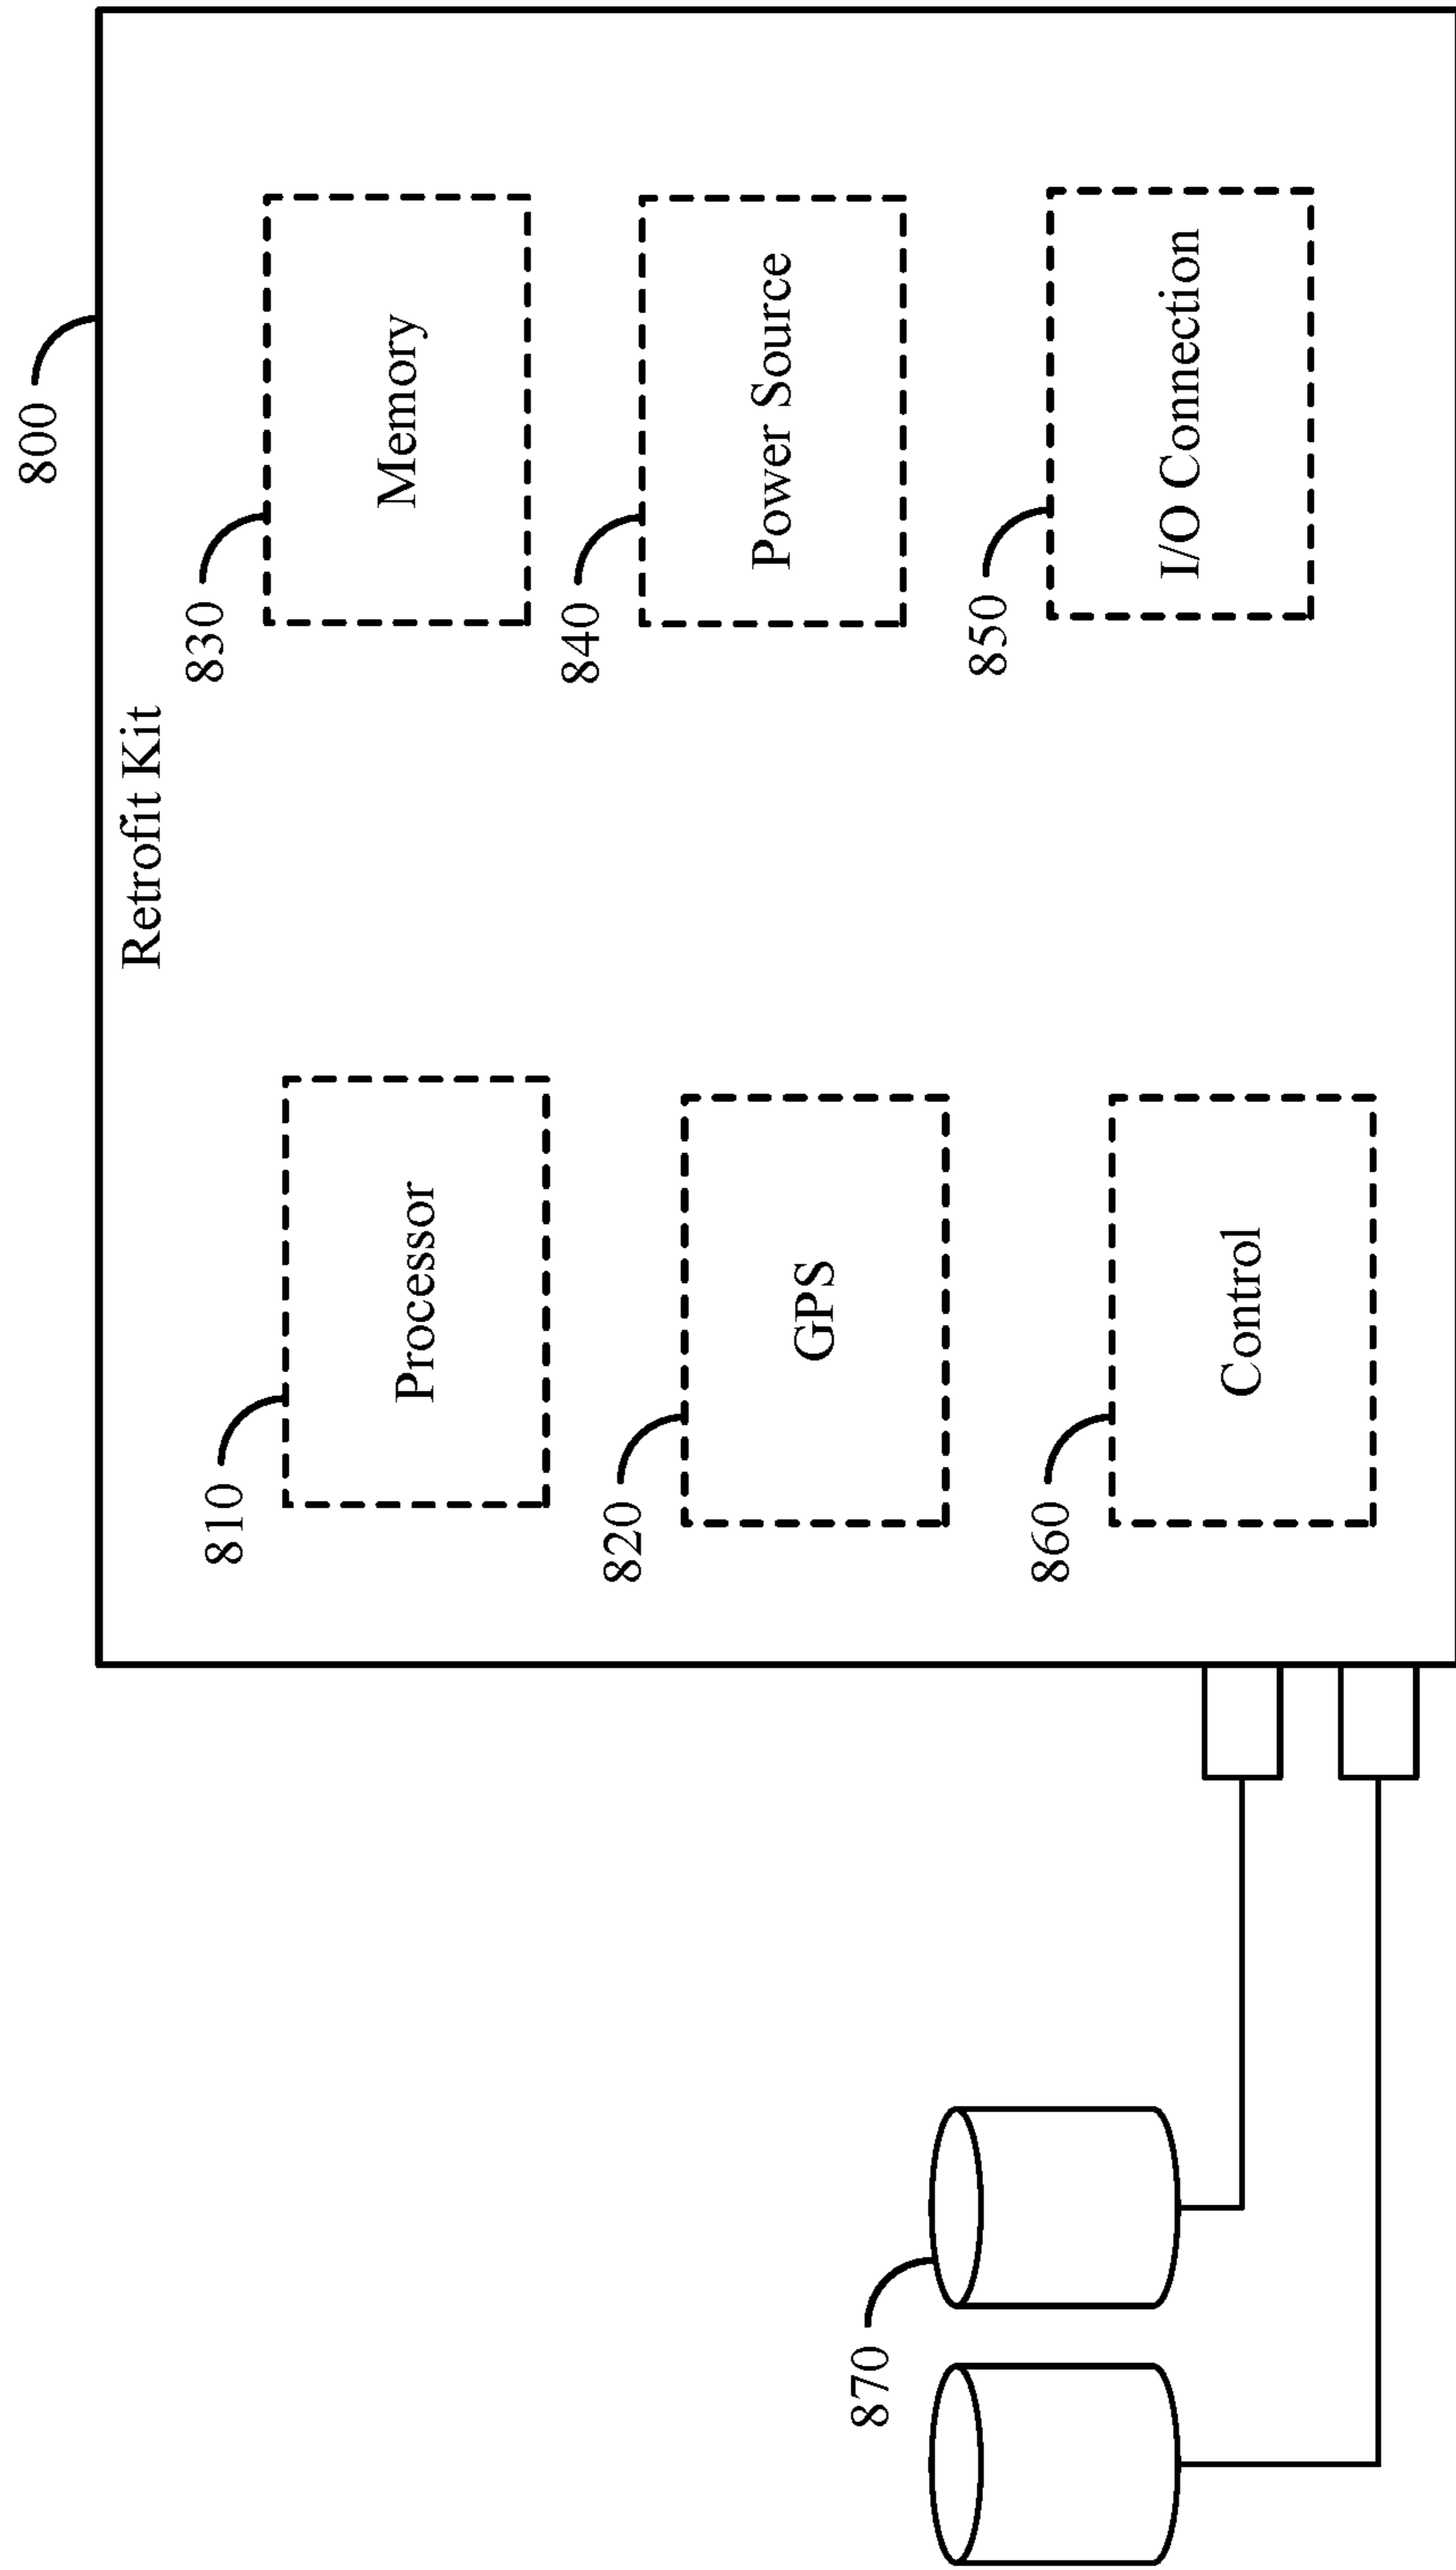 800
Retrofit Kit
810
Processor
830
Memory
820
GPS
840
Power Source
860
Control
850
I/O Connection
870